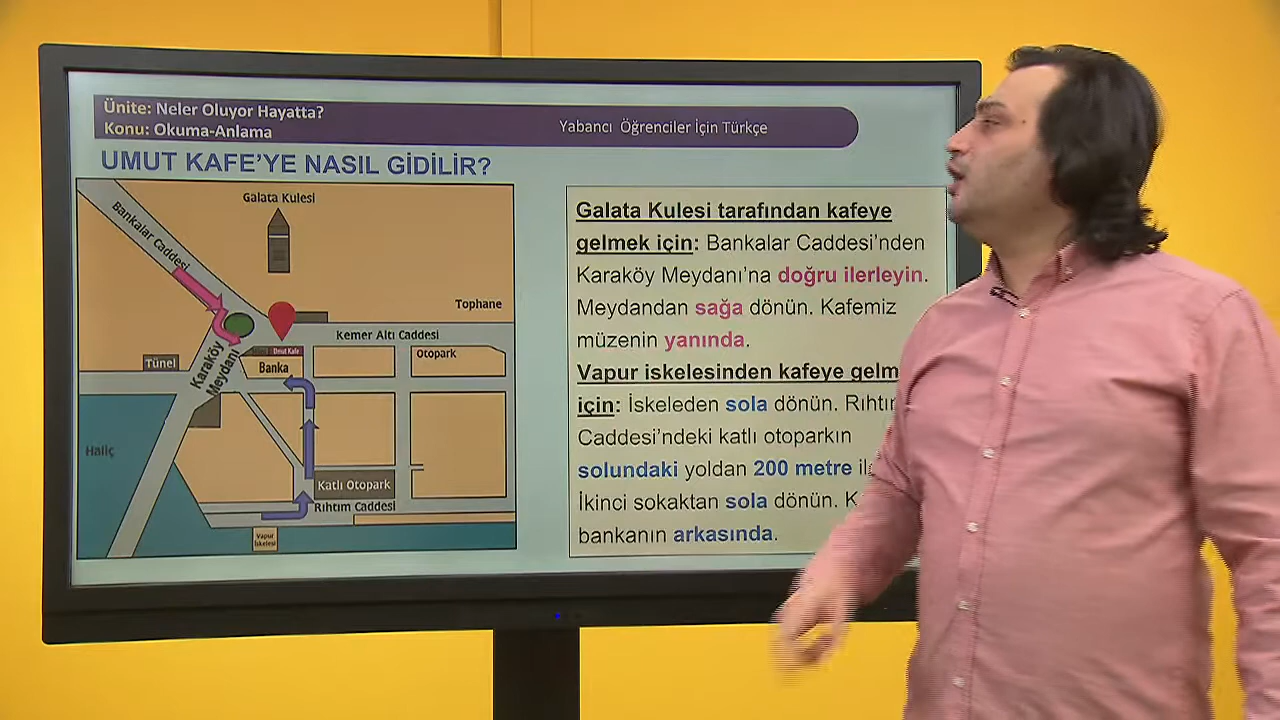 Ünite: Neler Oluyor Hayatta?
Konu: Okuma-Anlama
Yabancı Öğrenciler İçin Türkçe
UMUT KAFE'YE NASIL GİDİLİR?
Galata Kulesi
Bankalar Caddesi
Tophane
Kemer Altı Caddesi
Umut Kafe
Otopark
Tünel
Karaköy
Meydanı
Banka
Haliç
Katlı Otopark
Rıhtım Caddesi
Vapur
İskelesi
Galata Kulesi tarafından kafeye
gelmek için: Bankalar Caddesi'nden
Karaköy Meydanı'na doğru ilerleyin.
Meydandan sağa dönün. Kafemiz
müzenin yanında.
Vapur iskelesinden kafeye
için: İskeleden sola dönün.
Caddesi'ndeki katlı otoparkın
solundaki yoldan 200 metre
İkinci sokaktan sola dönün.
bankanın arkasında.